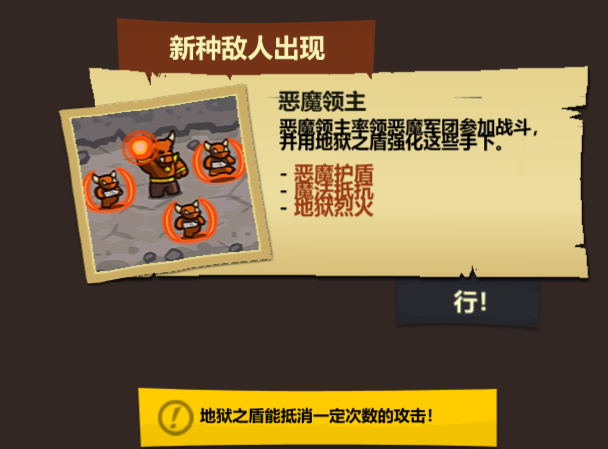 新种敌人出现
恶魔领主
恶魔领主率领恶魔军团参加战斗,
并用地狱之盾强化这些手下。
- 恶魔护盾
- 魔法抵抗
- 地狱烈火
行!
地狱之盾能抵消一定次数的攻击!